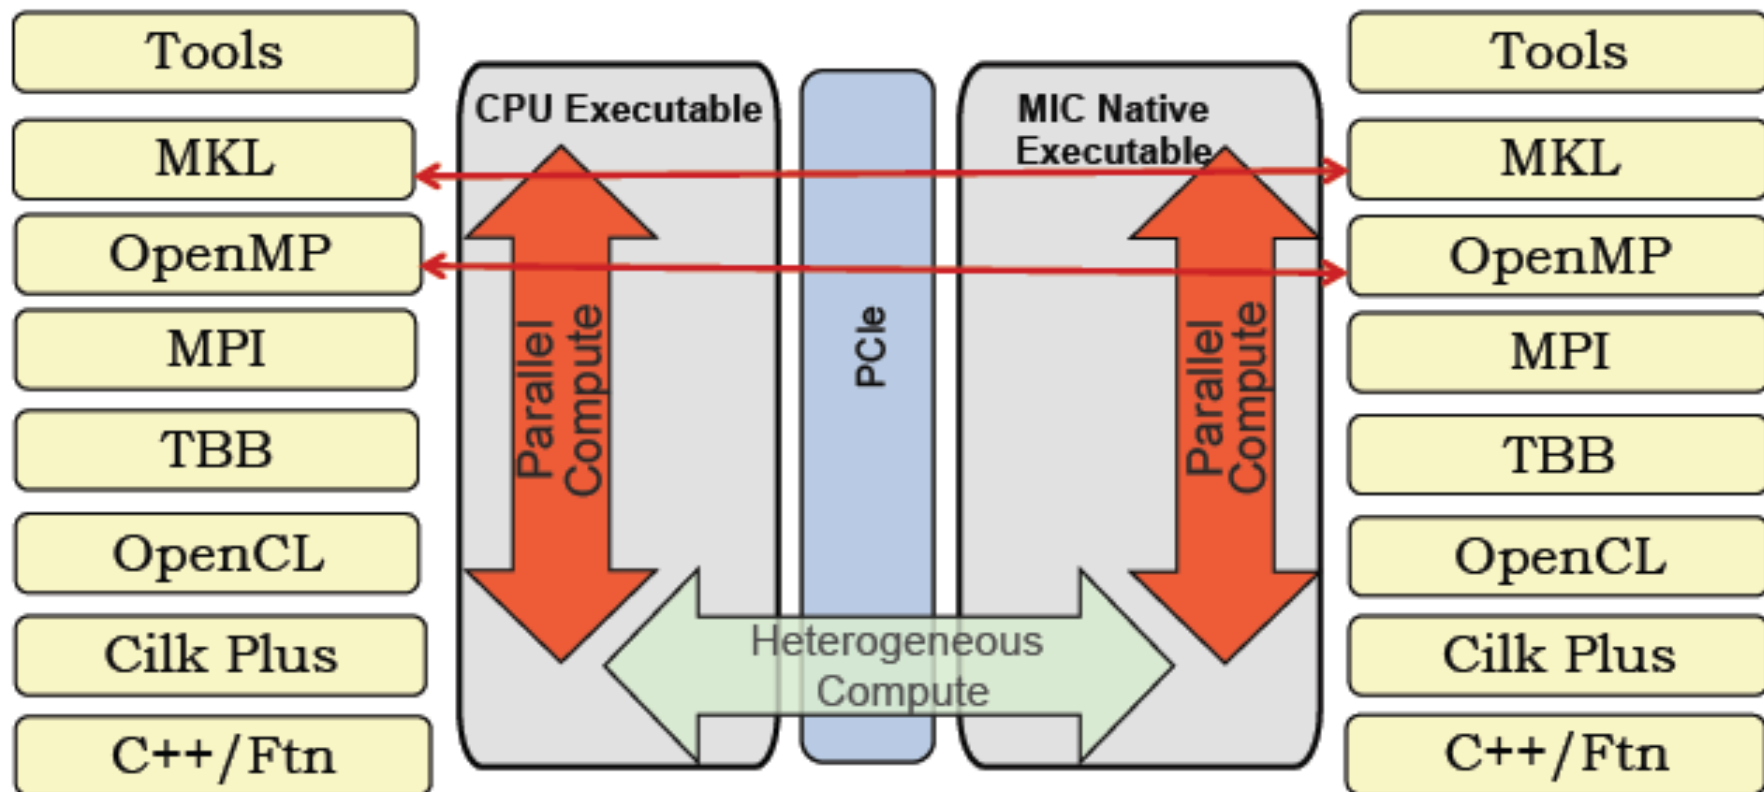 Tools
MKL
OpenMP
MPI
TBB
OpenCL
Cilk Plus
C++/Ftn
CPU Executable
Parallel
Compute
PCIe
MIC Native
Executable
Parallel
Compute
Heterogeneous
Compute
Tools
MKL
OpenMP
MPI
TBB
OpenCL
Cilk Plus
C++/Ftn